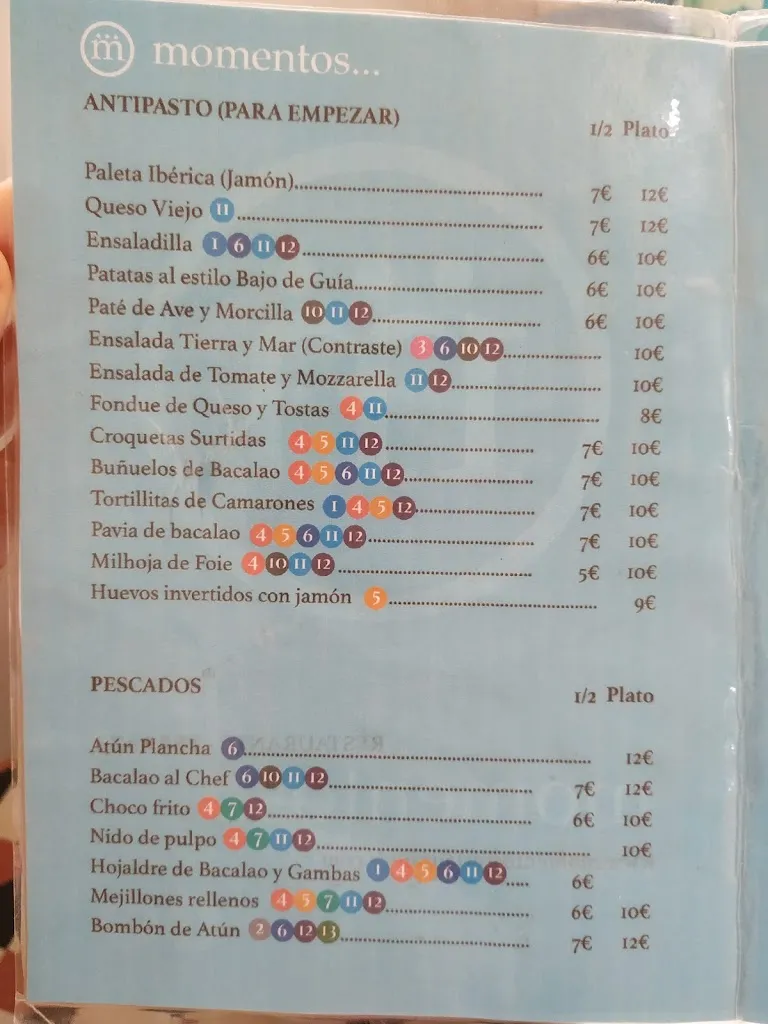 m momentos...
ANTIPASTO (PARA EMPEZAR)
1/2 Plato
Paleta Ibérica (Jamón) 7€ 12€
Queso Viejo 11 7€ 12€
Ensaladilla 1 6 11 12 6€ 10€
Patatas al estilo Bajo de Guía 6€ 10€
Paté de Ave y Morcilla 10 11 12 6€ 10€
Ensalada Tierra y Mar (Contraste) 3 6 10 12 10€
Ensalada de Tomate y Mozzarella 11 12 10€
Fondue de Queso y Tostas 4 11 8€
Croquetas Surtidas 4 5 11 12 7€ 10€
Buñuelos de Bacalao 4 5 6 11 12 7€ 10€
Tortillitas de Camarones 1 4 5 12 7€ 10€
Pavia de bacalao 4 5 6 11 12 7€ 10€
Milhoja de Foie 4 10 11 12 5€ 10€
Huevos invertidos con jamón 5 9€
PESCADOS
1/2 Plato
Atún Plancha 6 12€
Bacalao al Chef 6 10 11 12 7€ 12€
Choco frito 4 7 12 6€ 10€
Nido de pulpo 4 7 11 12 10€
Hojaldre de Bacalao y Gambas 1 4 5 6 11 12 6€
Mejillones rellenos 4 5 7 11 12 6€ 10€
Bombón de Atún 2 6 12 13 7€ 12€